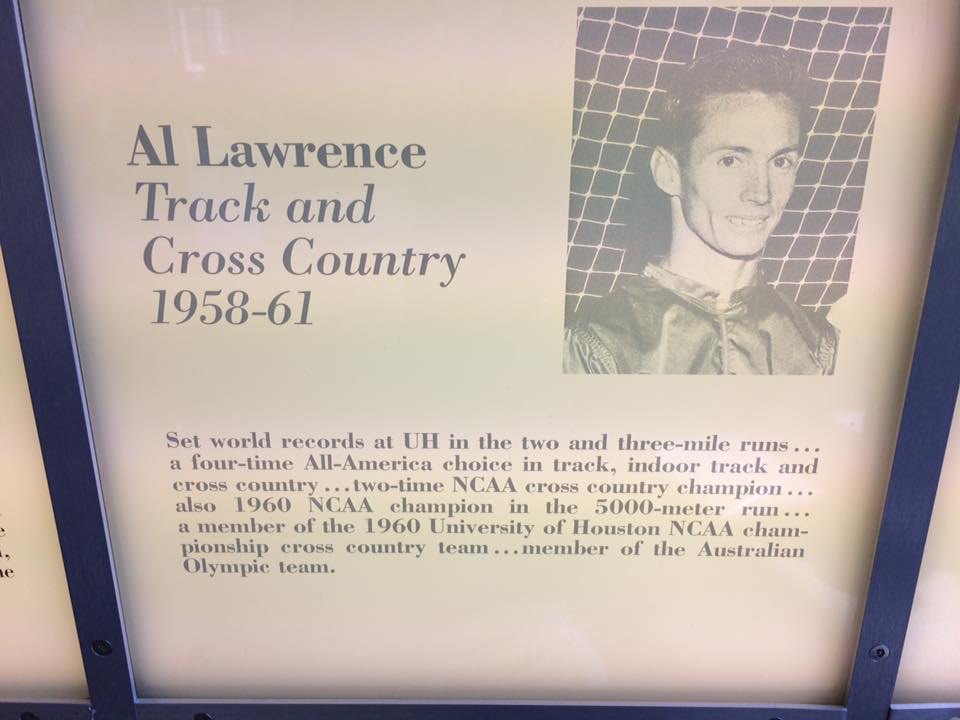 Al Lawrence
Track and
Cross Country
1958-61
Set world records at UH in the two and three-mile runs...
a four-time All-America choice in track, indoor track and
cross country...two-time NCAA cross country champion...
also 1960 NCAA champion in the 5000-meter run...
a member of the 1960 University of Houston NCAA cham-
pionship cross country team...member of the Australian
Olympic team.